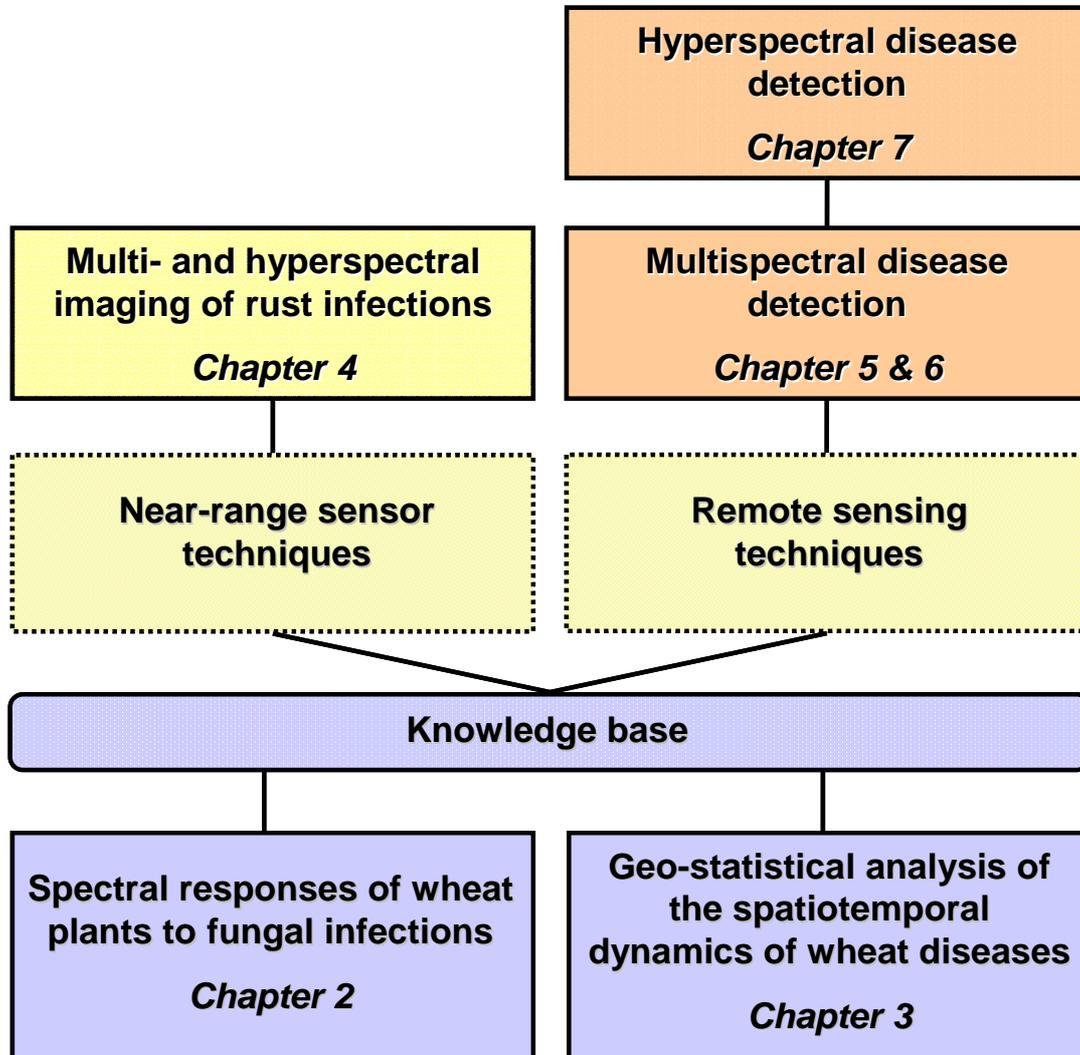 Hyperspectral disease
detection
Chapter 7
Multi- and hyperspectral
imaging of rust infections
Chapter 4
Multispectral disease
detection
Chapter 5 & 6
Near-range sensor
techniques
Remote sensing
techniques
Knowledge base
Spectral responses of wheat
plants to fungal infections
Chapter 2
Geo-statistical analysis of
the spatiotemporal
dynamics of wheat diseases
Chapter 3